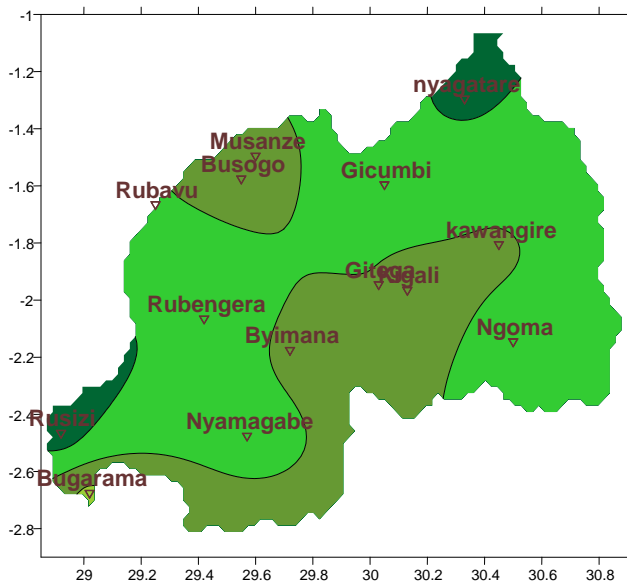 -1
nyagatare
-1.2
-1.4
Musanze
Busogo
Gicumbi
-1.6
Rubavu
kawangire
-1.8
Gitega
Kigali
-2
Rubengera
Ngoma
Byimana
-2.2
-2.4
Rusizi
Nyamagabe
-2.6
Bugarama
-2.8
29 29.2 29.4 29.6 29.8 30 30.2 30.4 30.6 30.8